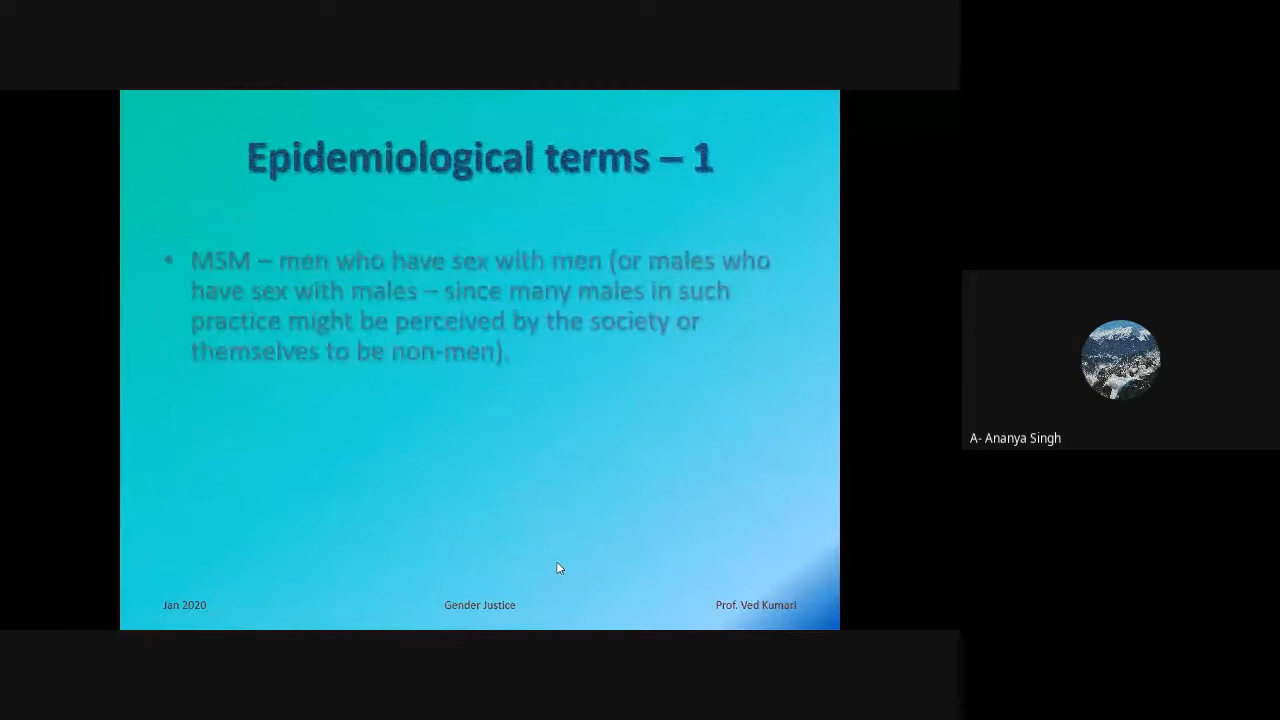 Epidemiological terms – 1
• MSM – men who have sex with men (or males who
have sex with males – since many males in such
practice might be perceived by the society or
themselves to be non-men).
Jan 2020
Gender Justice
Prof. Ved Kumari
A- Ananya Singh